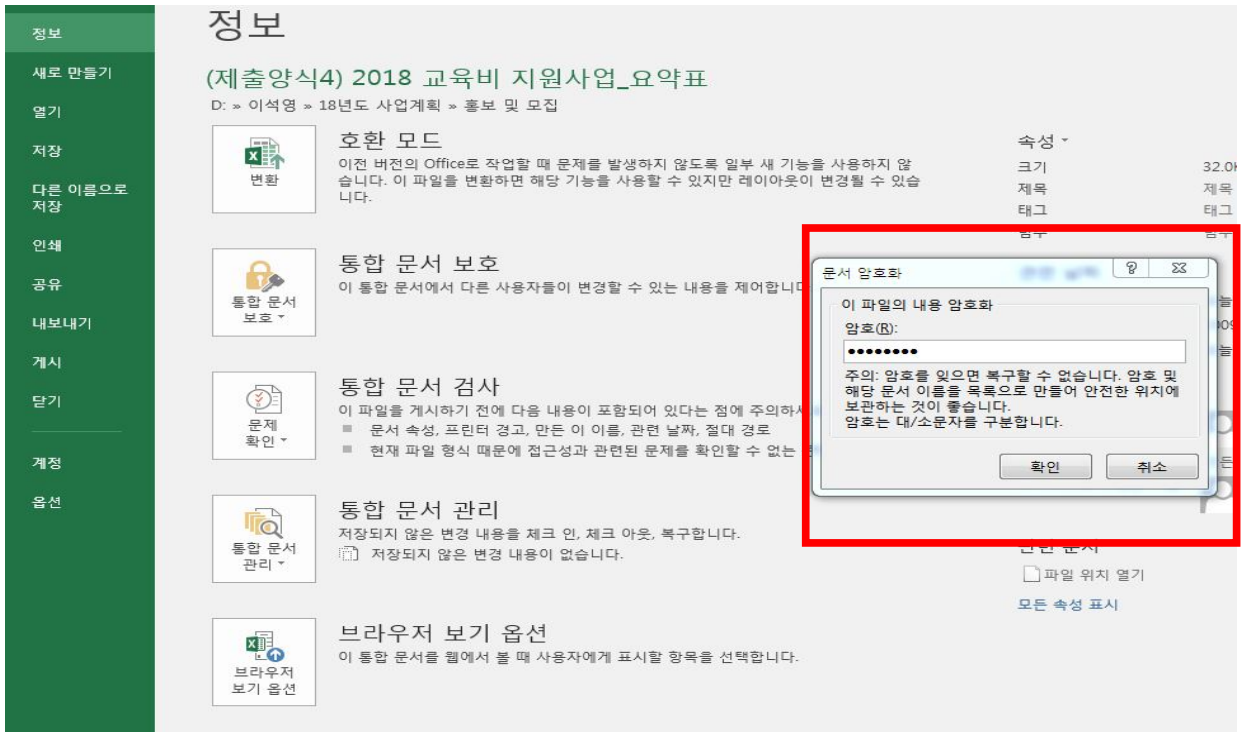 정보
새로 만들기
열기
저장
다른 이름으로
저장
인쇄
공유
내보내기
게시
닫기
계정
옵션
정보
(제출양식4) 2018 교육비 지원사업_요약표
D: » 이석영 » 18년도 사업계획 » 홍보 및 모집
변환
호환 모드
이전 버전의 Office로 작업할 때 문제를 발생하지 않도록 일부 새 기능을 사용하지 않
습니다. 이 파일을 변환하면 해당 기능을 사용할 수 있지만 레이아웃이 변경될 수 있습
니다.
통합 문서
보호
통합 문서 보호
이 통합 문서에서 다른 사용자들이 변경할 수 있는 내용을 제어합니다
문제
확인
통합 문서 검사
이 파일을 게시하기 전에 다음 내용이 포함되어 있다는 점에 주의하
문서 속성, 프린터 경고, 만든 이 이름, 관련 날짜, 절대 경로
현재 파일 형식 때문에 접근성과 관련된 문제를 확인할 수 없는
통합 문서
관리
통합 문서 관리
저장되지 않은 변경 내용을 체크 인, 체크 아웃, 복구합니다.
저장되지 않은 변경 내용이 없습니다.
브라우저
보기 옵션
브라우저 보기 옵션
이 통합 문서를 웹에서 볼 때 사용자에게 표시할 항목을 선택합니다.
속성
크기 32.0
제목 제목
태그 태그
문서 암호화
이 파일의 내용 암호화
암호(R):
●●●●●●●●
주의: 암호를 잊으면 복구할 수 없습니다. 암호 및
해당 문서 이름을 목록으로 만들어 안전한 위치에
보관하는 것이 좋습니다.
암호는 대/소문자를 구분합니다.
확인 취소
파일 위치 열기
모든 속성 표시